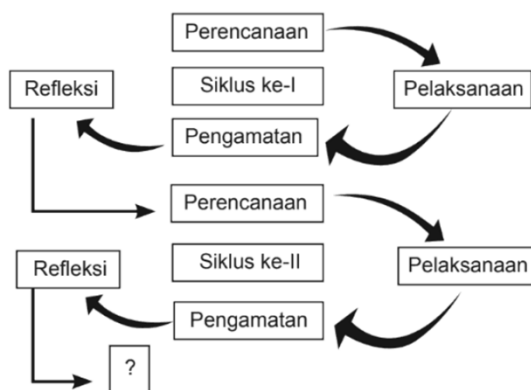 Perencanaan
Refleksi
Siklus ke-I
Pelaksanaan
Pengamatan
Perencanaan
Refleksi
Siklus ke-II
Pelaksanaan
Pengamatan
?